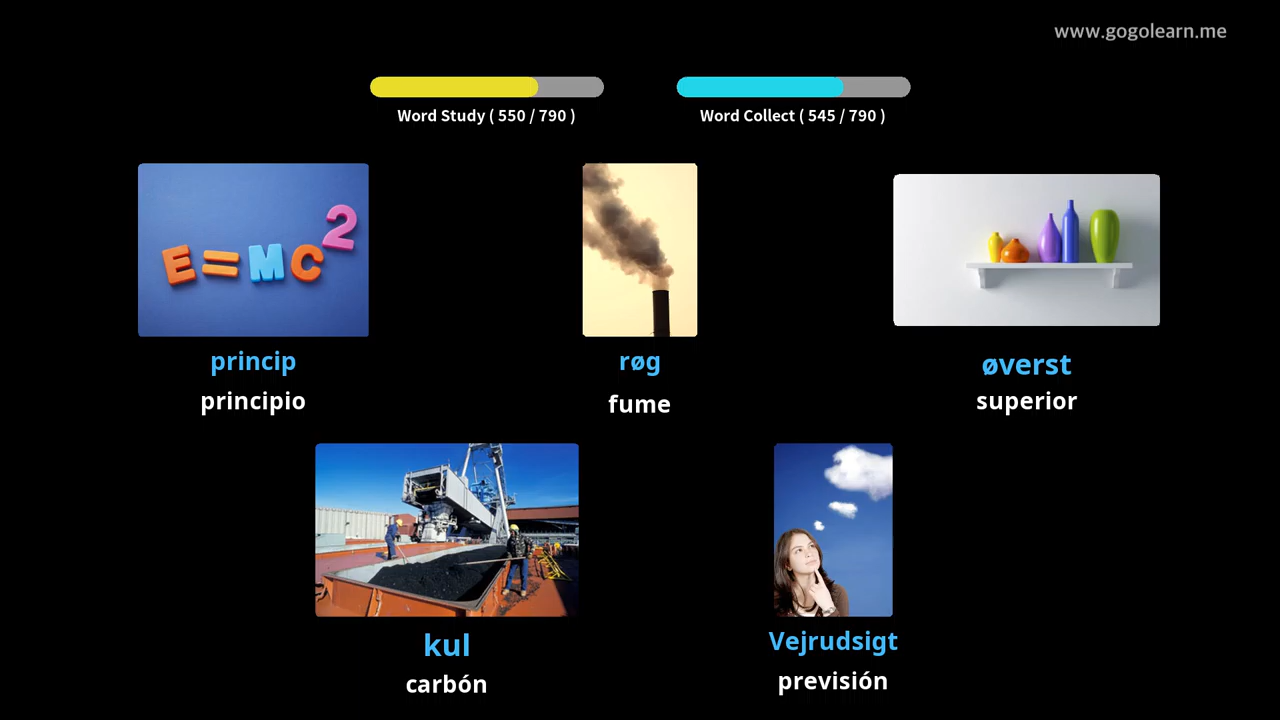 www.gogolearn.me
Word Study ( 550 / 790 )
Word Collect ( 545 / 790 )
E=MC2
princip
principio
røg
fume
øverst
superior
kul
carbón
Vejrudsigt
previsión